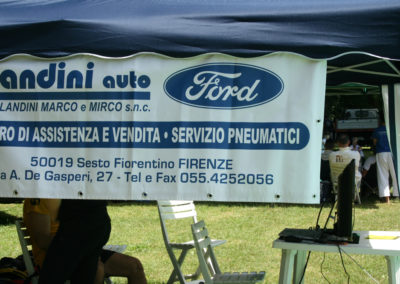 andini auto
Ford
LANDINI MARCO e MIRCO s.n.c.
RO DI ASSISTENZA E VENDITA • SERVIZIO PNEUMATICI
50019 Sesto Fiorentino FIRENZE
a A. De Gasperi, 27 - Tel e Fax 055.4252056